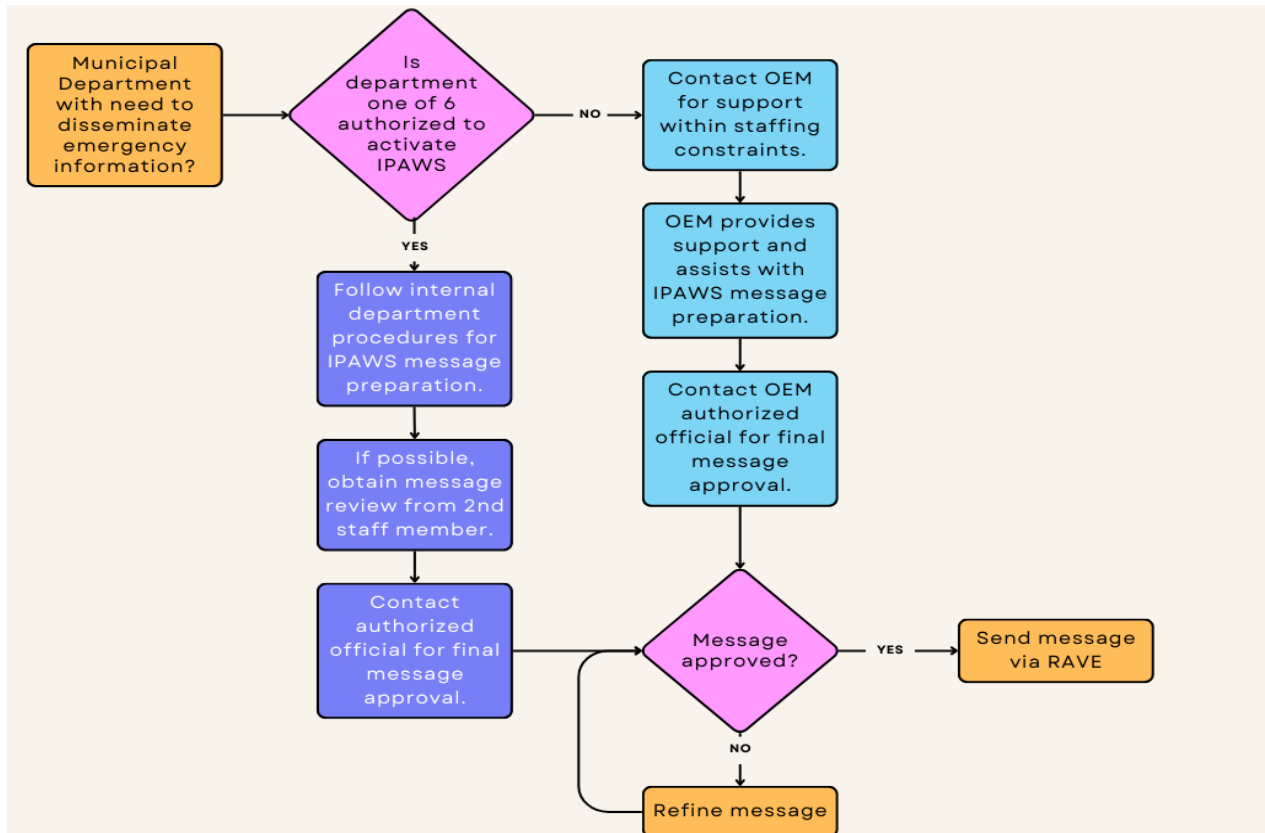 Municipal
Department
with need to
disseminate
emergency
information?
Is
department
one of 6
authorized to
activate
IPAWS
NO
Contact OEM
for support
within staffing
constraints.
OEM provides
support and
assists with
IPAWS message
preparation.
Contact OEM
authorized
official for final
message
approval.
YES
Follow internal
department
procedures for
IPAWS message
preparation.
If possible,
obtain message
review from 2nd
staff member.
Contact
authorized
official for final
message
approval.
Message
approved?
YES
Send message
via RAVE
NO
Refine message